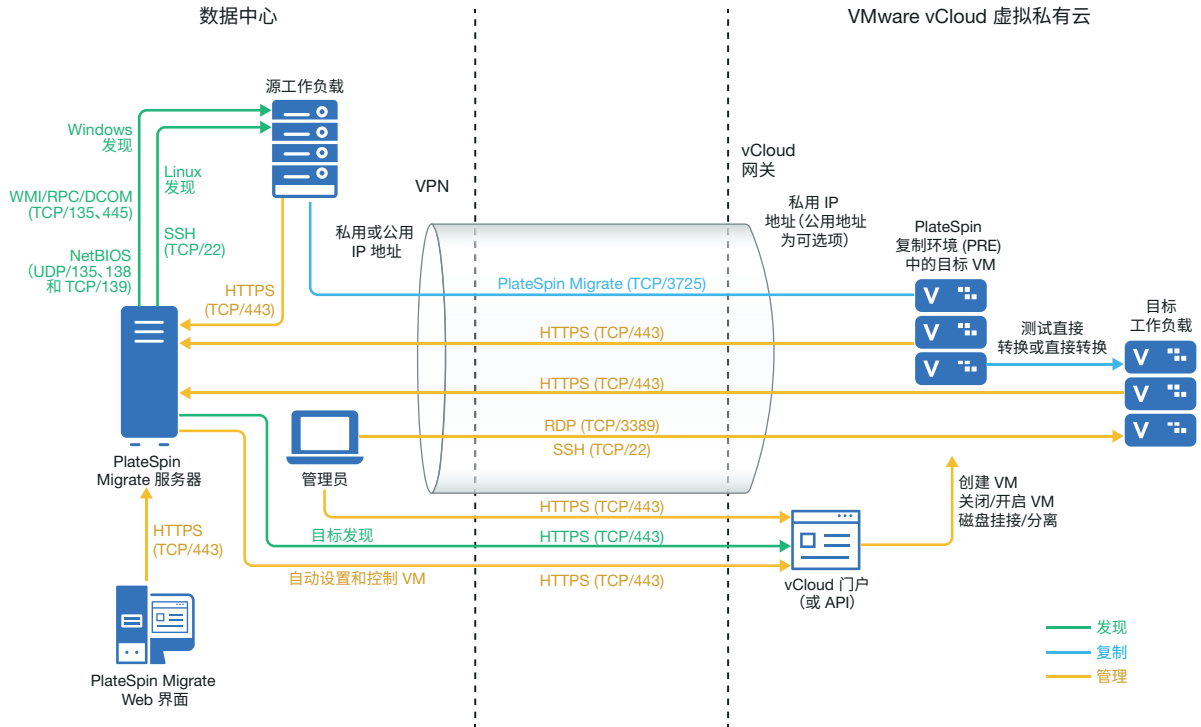 数据中心
VMware vCloud 虚拟私有云
源工作负载
Windows
发现
Linux
发现
WMI/RPC/DCOM
(TCP/135、445)
SSH
(TCP/22)
NetBIOS
(UDP/135、138
和 TCP/139)
HTTPS
(TCP/443)
VPN
私用或公用
IP 地址
vCloud
网关
私用 IP
地址(公用地址
为可选项)
PlateSpin
复制环境 (PRE)
中的目标 VM
PlateSpin Migrate (TCP/3725)
HTTPS (TCP/443)
测试直接
转换或直接转换
目标
工作负载
HTTPS (TCP/443)
RDP (TCP/3389)
SSH (TCP/22)
PlateSpin
Migrate 服务器
管理员
HTTPS (TCP/443)
创建 VM
关闭/开启 VM
磁盘挂接/分离
HTTPS
(TCP/443)
目标发现
HTTPS (TCP/443)
自动设置和控制 VM
HTTPS (TCP/443)
vCloud 门户
(或 API)
PlateSpin Migrate
Web 界面
发现
复制
管理
V
V
V
V
V
V